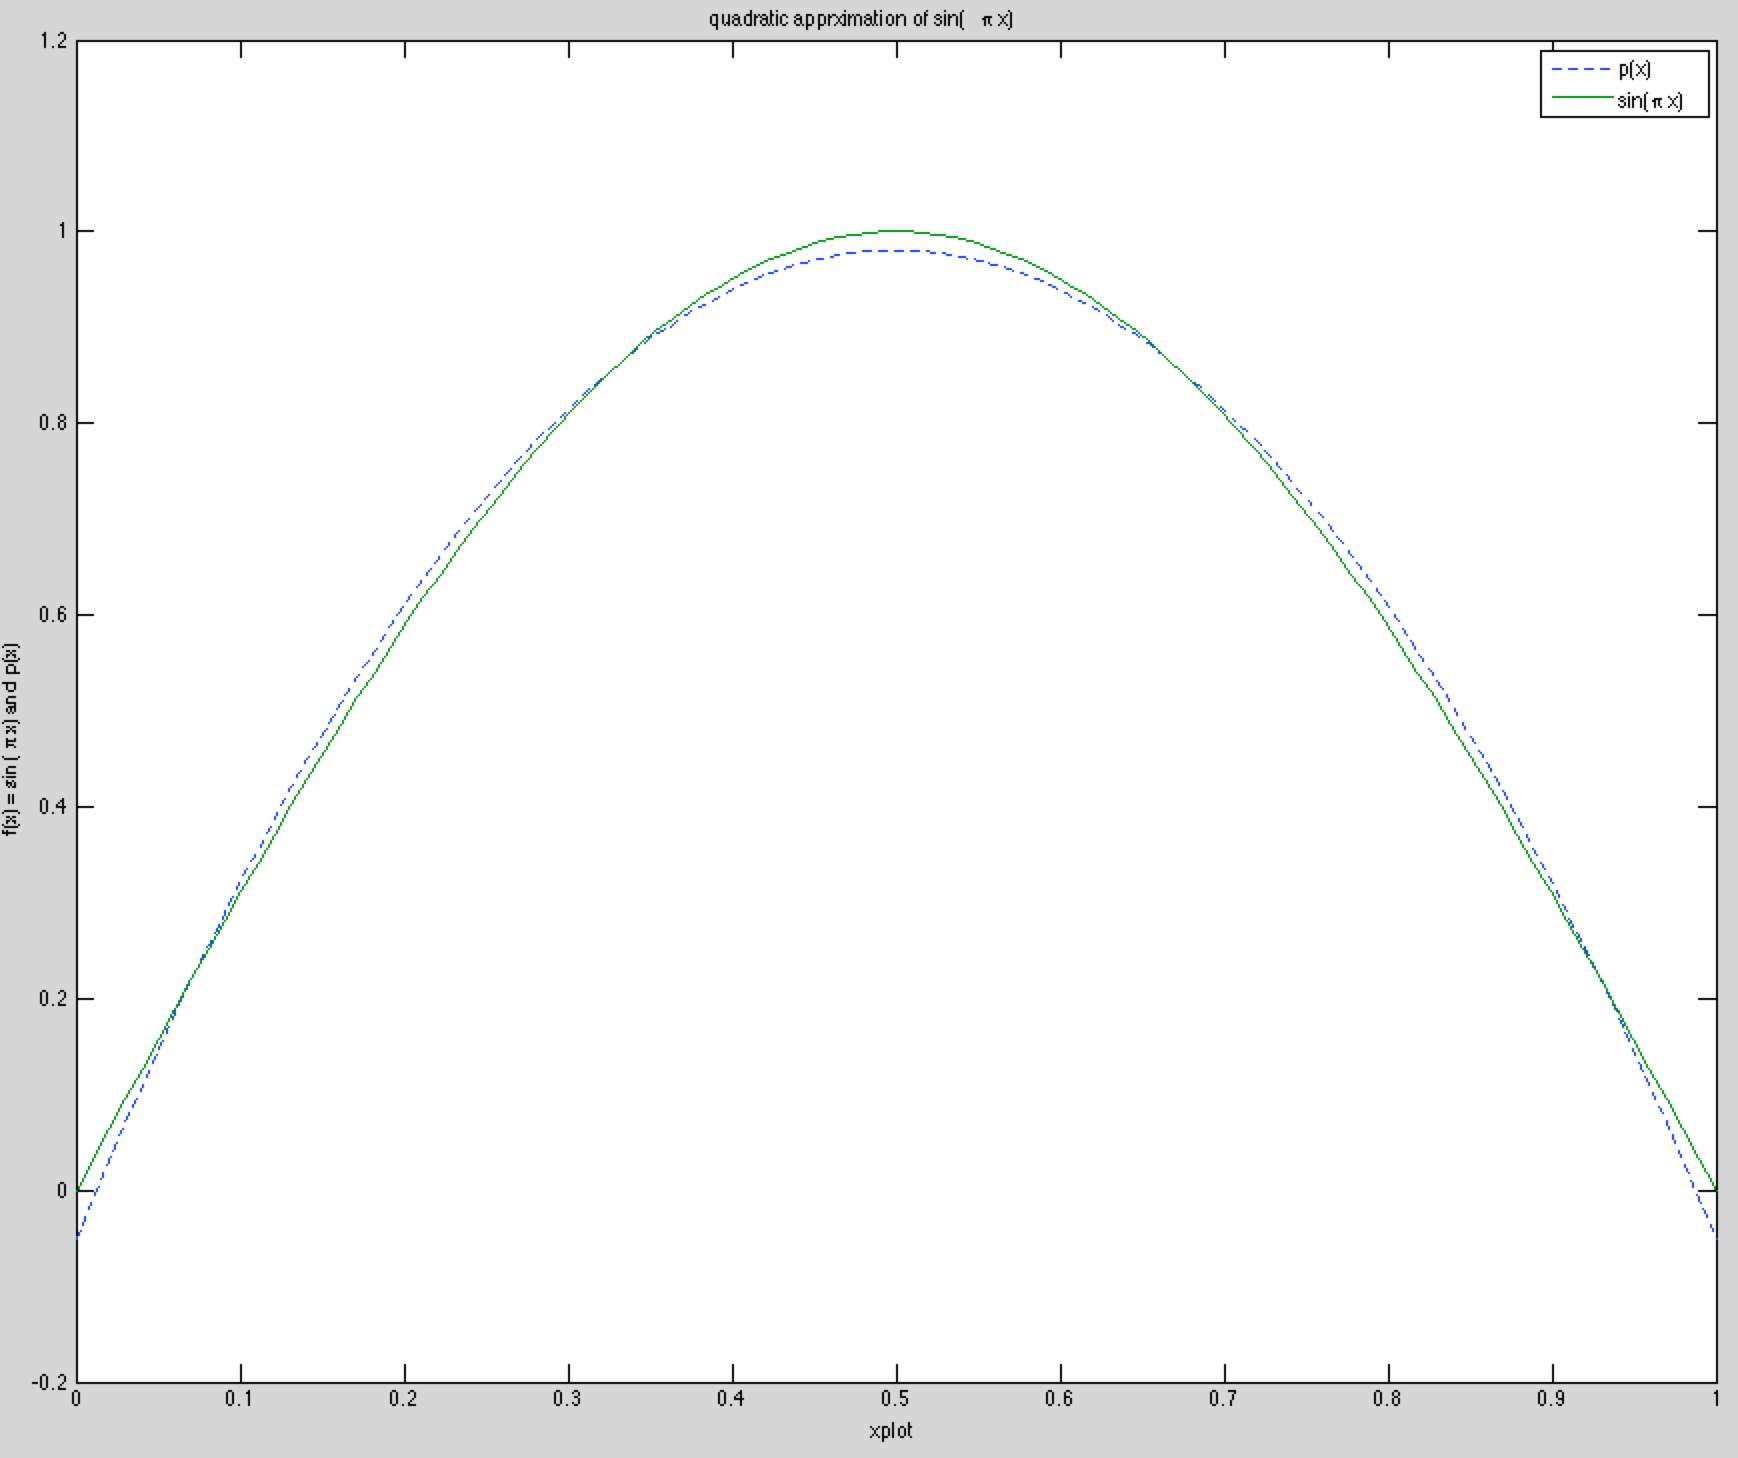 quadratic apprximation of sin( π x)
p(x)
sin( π x)
1.2
1
0.8
0.6
0.4
0.2
0
-0.2
f(x) = sin ( π x) and p(x)
0 0.1 0.2 0.3 0.4 0.5 0.6 0.7 0.8 0.9 1
xplot